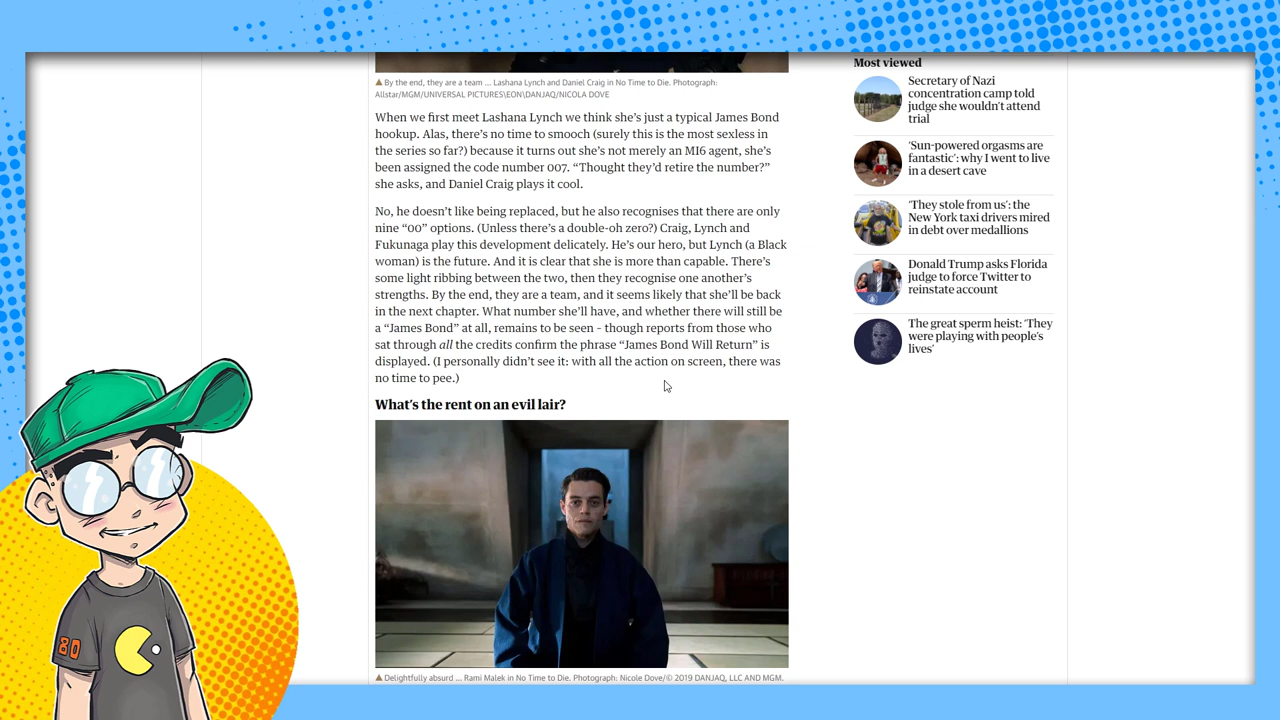 By the end, they are a team ... Lashana Lynch and Daniel Craig in No Time to Die. Photograph:
Allstar/MGM/UNIVERSAL PICTURES\EON\DANJAQ/NICOLA DOVE
When we first meet Lashana Lynch we think she's just a typical James Bond
hookup. Alas, there's no time to smooch (surely this is the most sexless in
the series so far?) because it turns out she's not merely an MI6 agent, she's
been assigned the code number 007. “Thought they'd retire the number?”
she asks, and Daniel Craig plays it cool.
No, he doesn't like being replaced, but he also recognises that there are only
nine “00” options. (Unless there's a double-oh zero?) Craig, Lynch and
Fukunaga play this development delicately. He's our hero, but Lynch (a Black
woman) is the future. And it is clear that she is more than capable. There's
some light ribbing between the two, then they recognise one another's
strengths. By the end, they are a team, and it seems likely that she'll be back
in the next chapter. What number she'll have, and whether there will still be
a “James Bond” at all, remains to be seen – though reports from those who
sat through all the credits confirm the phrase “James Bond Will Return” is
displayed. (I personally didn't see it: with all the action on screen, there was
no time to pee.)
What's the rent on an evil lair?
Delightfully absurd ... Rami Malek in No Time to Die. Photograph: Nicole Dove/© 2019 DANJAQ, LLC AND MGM.
Most viewed
Secretary of Nazi
concentration camp told
judge she wouldn't attend
trial
‘Sun-powered orgasms are
fantastic’: why I went to live
in a desert cave
‘They stole from us’: the
New York taxi drivers mired
in debt over medallions
Donald Trump asks Florida
judge to force Twitter to
reinstate account
The great sperm heist: ‘They
were playing with people's
lives’
80